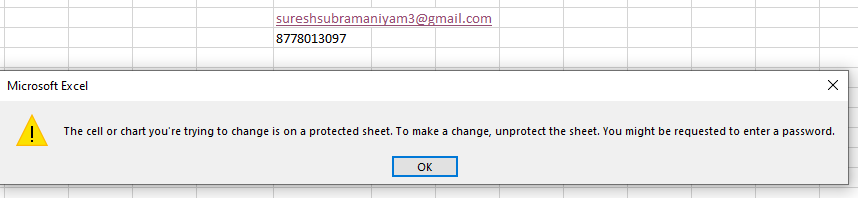 sureshsubramaniyam3@gmail.com
8778013097
Microsoft Excel
The cell or chart you're trying to change is on a protected sheet. To make a change, unprotect the sheet. You might be requested to enter a password.
OK